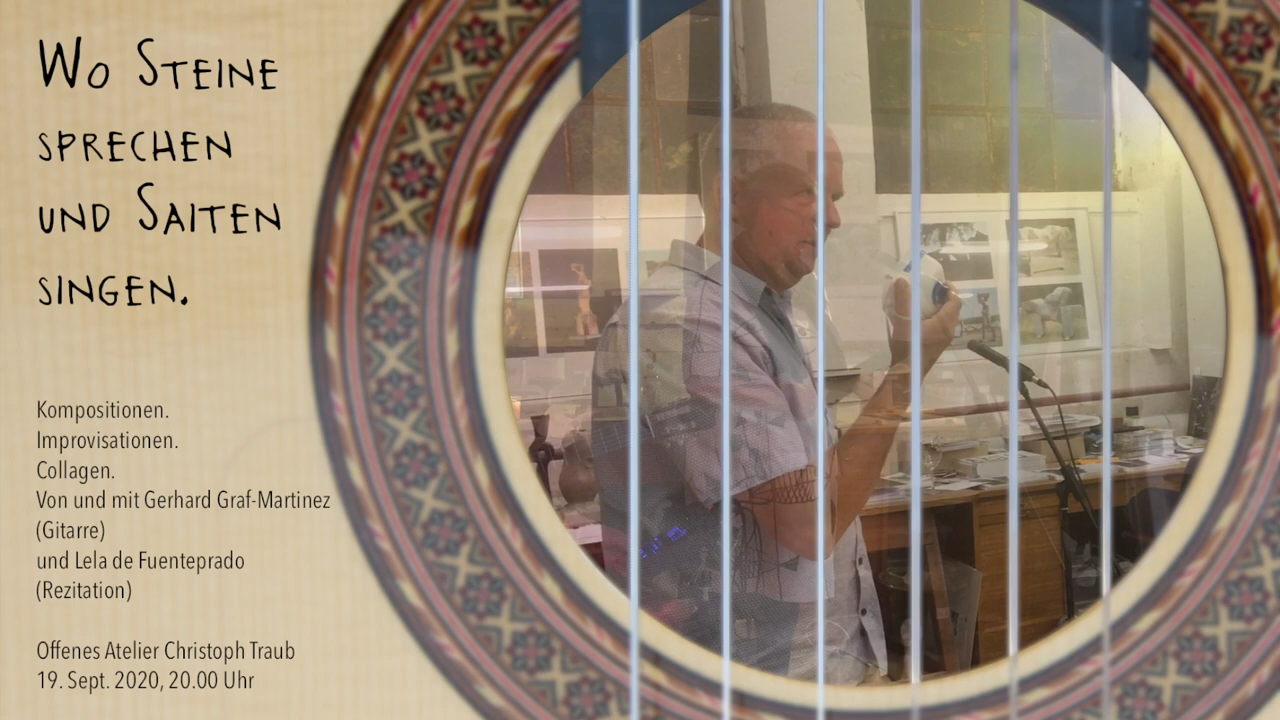 Wo Steine
sprechen
und Saiten
singen.
Kompositionen.
Improvisationen.
Collagen.
Von und mit Gerhard Graf-Martinez
(Gitarre)
und Lela de Fuenteprado
(Rezitation)
Offenes Atelier Christoph Traub
19. Sept. 2020, 20.00 Uhr